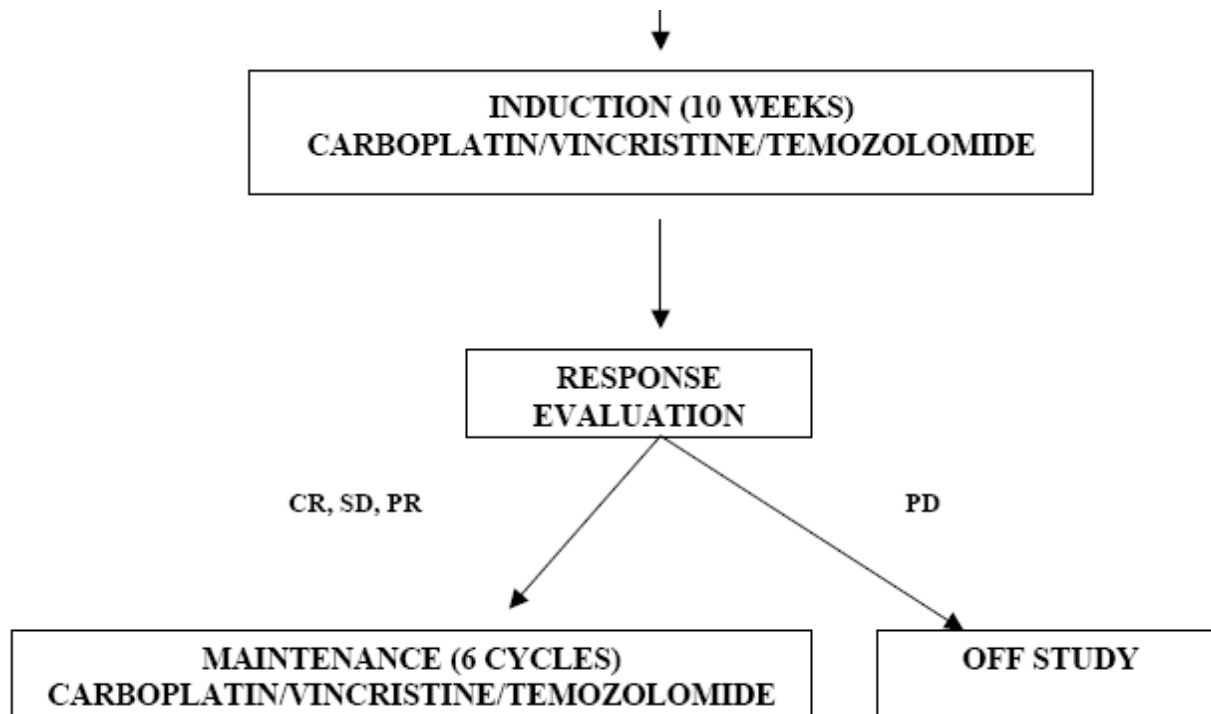 INDUCTION (10 WEEKS)
CARBOPLATIN/VINCRISTINE/TEMOZOLOMIDE
RESPONSE
EVALUATION
CR, SD, PR
PD
MAINTENANCE (6 CYCLES)
CARBOPLATIN/VINCRISTINE/TEMOZOLOMIDE
OFF STUDY